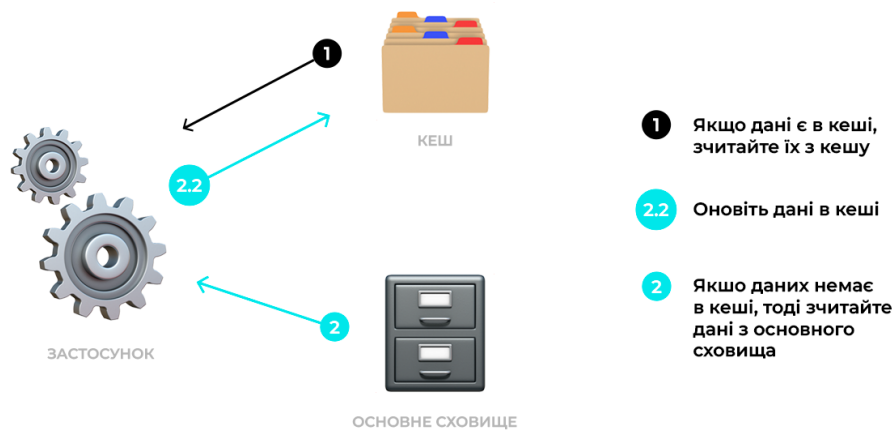 1
КЕШ
2.2
2
ЗАСТОСУНОК
ОСНОВНЕ СХОВИЩЕ
1 Якщо дані є в кеші,
зчитайте їх з кешу
2.2 Оновіть дані в кеші
2 Якшо даних немає
в кеші, тоді зчитайте
дані з основного
сховища